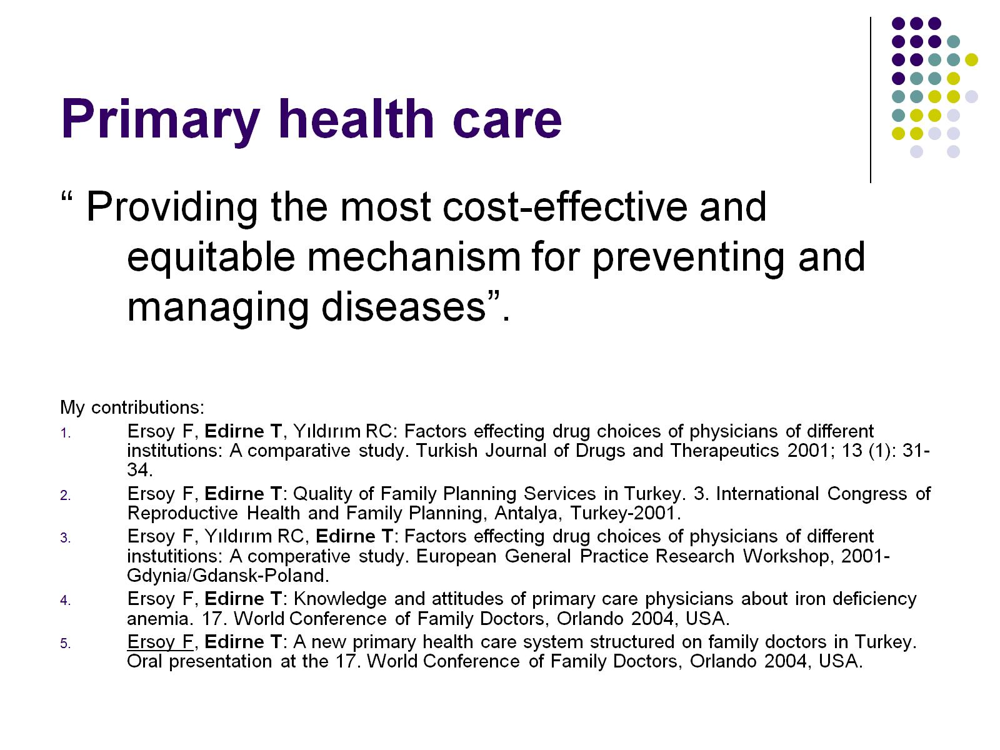 Primary health care
“ Providing the most cost-effective and
equitable mechanism for preventing and
managing diseases”.
My contributions:
1. Ersoy F, Edirne T, Yıldırım RC: Factors effecting drug choices of physicians of different
institutions: A comparative study. Turkish Journal of Drugs and Therapeutics 2001; 13 (1): 31-
34.
2. Ersoy F, Edirne T: Quality of Family Planning Services in Turkey. 3. International Congress of
Reproductive Health and Family Planning, Antalya, Turkey-2001.
3. Ersoy F, Yıldırım RC, Edirne T: Factors effecting drug choices of physicians of different
instutitions: A comperative study. European General Practice Research Workshop, 2001-
Gdynia/Gdansk-Poland.
4. Ersoy F, Edirne T: Knowledge and attitudes of primary care physicians about iron deficiency
anemia. 17. World Conference of Family Doctors, Orlando 2004, USA.
5. Ersoy F, Edirne T: A new primary health care system structured on family doctors in Turkey.
Oral presentation at the 17. World Conference of Family Doctors, Orlando 2004, USA.